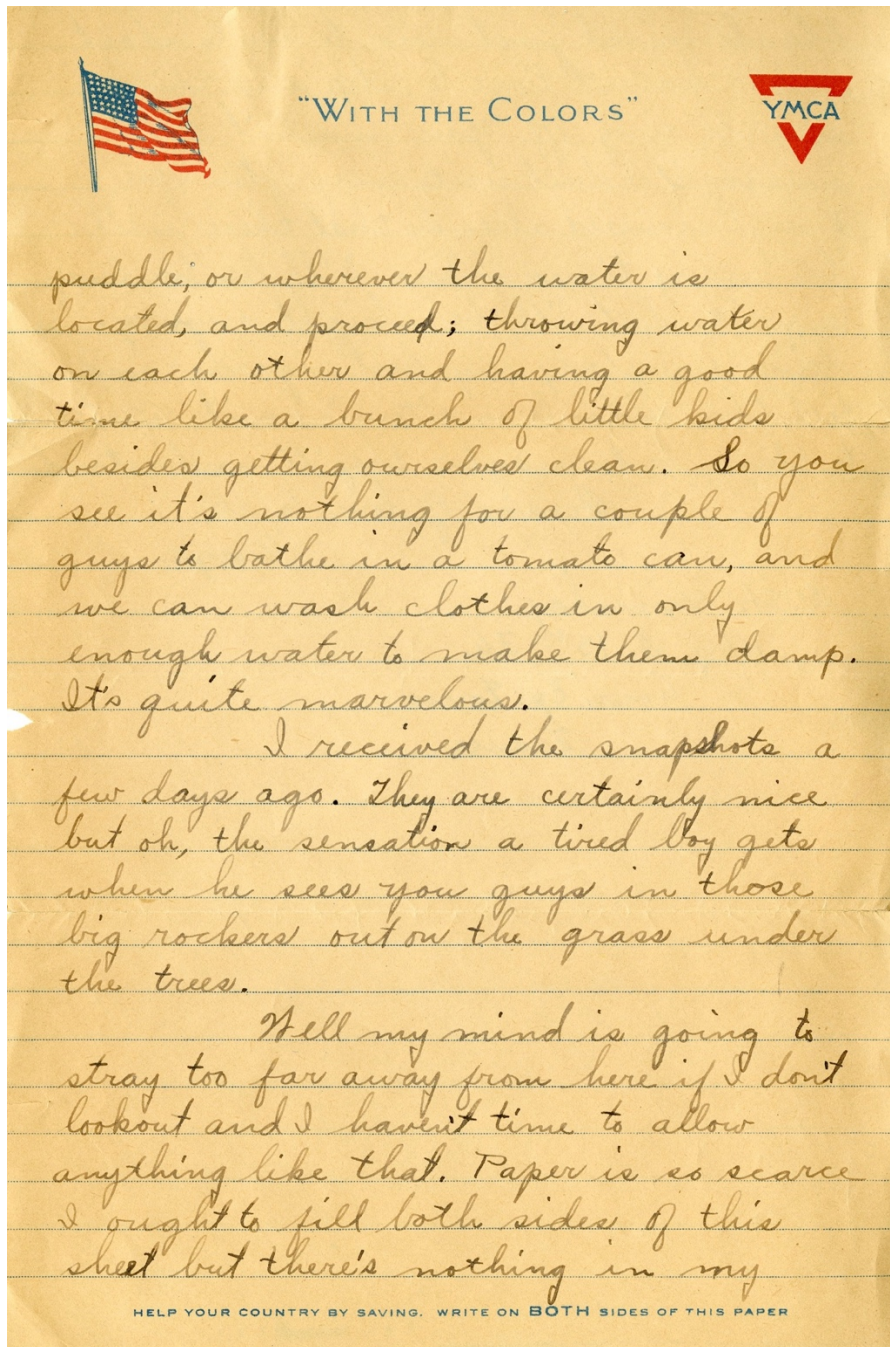 "WITH THE COLORS"
YMCA
puddle, or wherever the water is
located, and proceed; throwing water
on each other and having a good
time like a bunch of little kids
besides getting ourselves clean. So you
see it's nothing for a couple of
guys to bathe in a tomato can, and
we can wash clothes in only
enough water to make them damp.
It's quite marvelous.
I received the snapshots a
few days ago. They are certainly nice
but oh, the sensation a tired boy gets
when he sees you guys in those
big rockers out on the grass under
the trees.
Well my mind is going to
stray too far away from here if I don't
lookout and I haven't time to allow
anything like that. Paper is so scarce
I ought to fill both sides of this
sheet but there's nothing in my
HELP YOUR COUNTRY BY SAVING. WRITE ON BOTH SIDES OF THIS PAPER